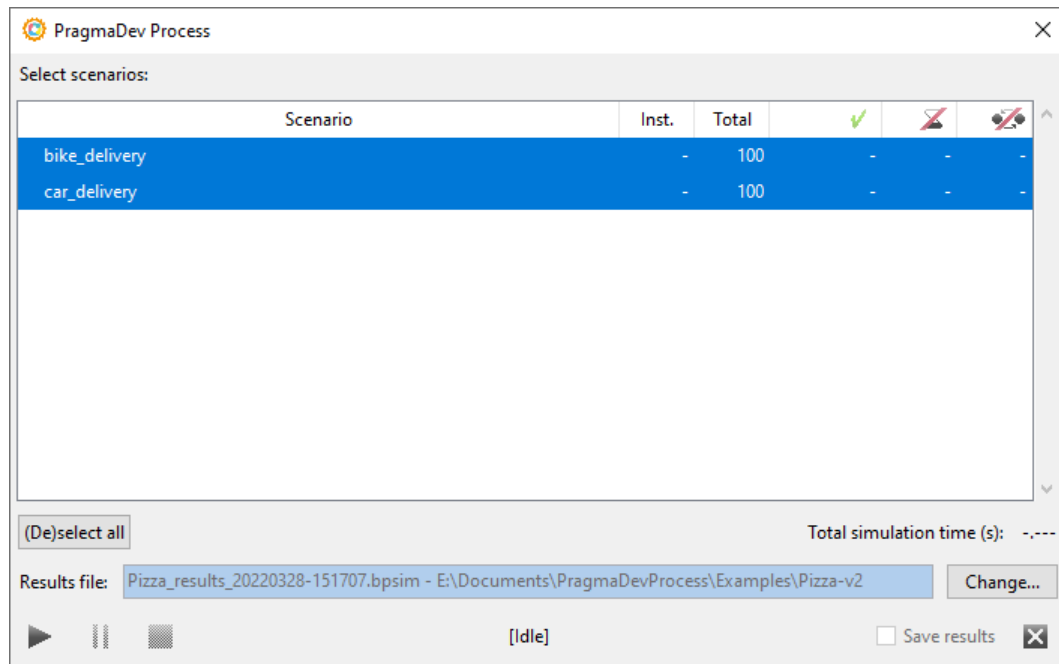 PragmaDev Process
Select scenarios:
Scenario Inst. Total
bike_delivery - 100 - - -
car_delivery - 100 - - -
(De)select all Total simulation time (s): -.---
Results file: Pizza_results_20220328-151707.bpsim - E:\Documents\PragmaDevProcess\Examples\Pizza-v2 Change...
[Idle] Save results